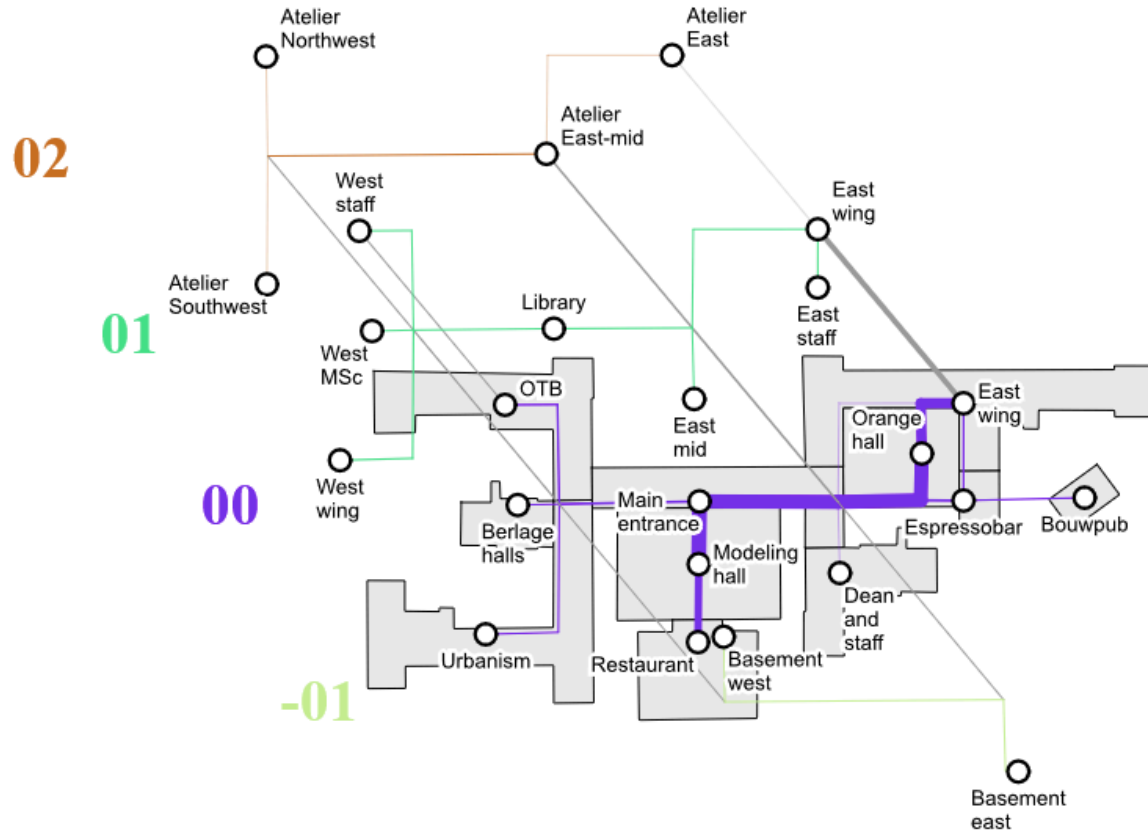 Atelier
Northwest
Atelier
East
02
Atelier
East-mid
West
staff
East
wing
Atelier
Southwest
01
Library
East
staff
West
MSc
OTB
East
mid
East
wing
Orange
hall
West
wing
00
Main
entrance
Berlage
halls
Espressobar
Bouwpub
Modeling
hall
Dean
and
staff
Urbanism
Restaurant
Basement
west
-01
Basement
east